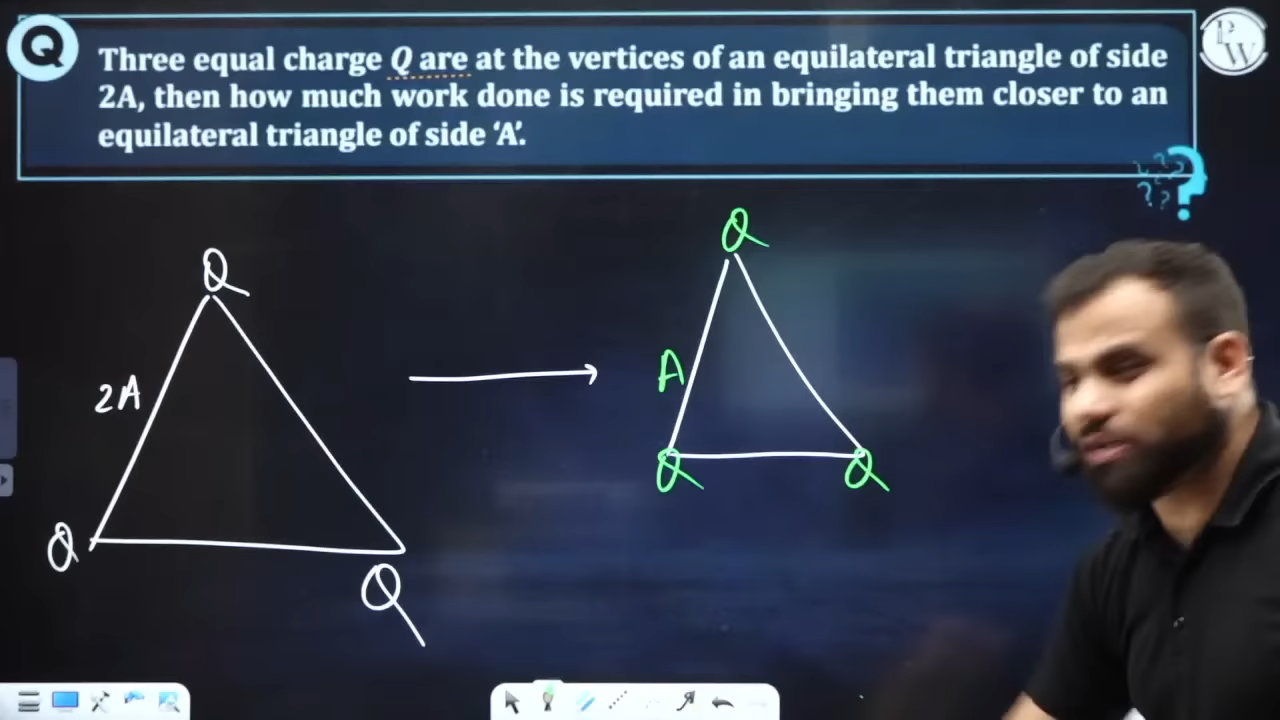 Q
Three equal charge Q are at the vertices of an equilateral triangle of side
2A, then how much work done is required in bringing them closer to an
equilateral triangle of side ‘A’.
P
W
???
?
??
Q
Q
2A
A
Q
Q
Q
Q